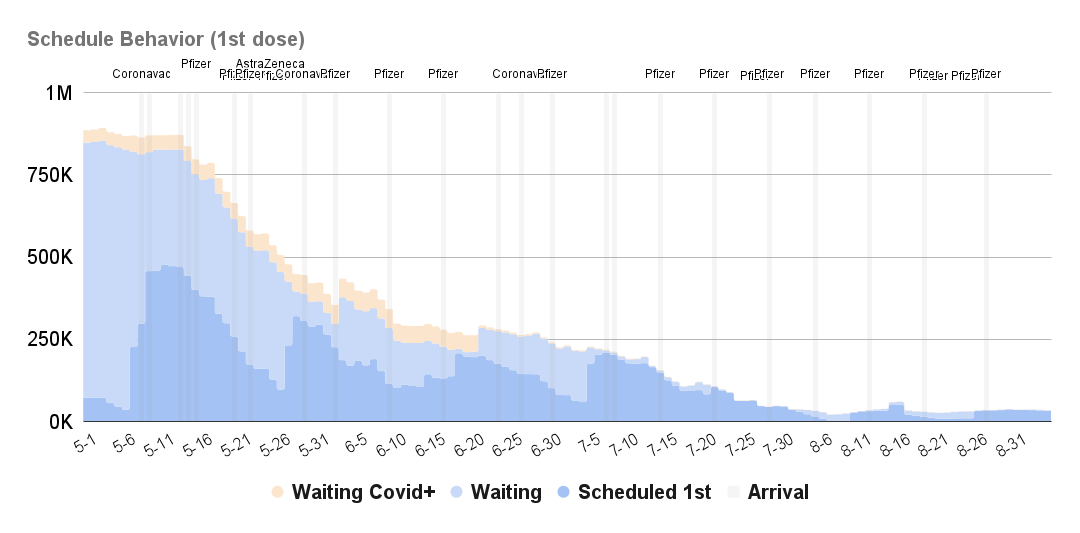 Schedule Behavior (1st dose)
AstraZeneca
Pfizer
Coronavac Pfizer Pfizer Pfizer Pfizer Pfizer Pfizer Pfizer Pfizer Pfizer Pfizer Pfizer Pfizer
1M
750K
500K
250K
0K
5-1 5-6 5-11 5-16 5-21 5-26 5-31 6-5 6-10 6-15 6-20 6-25 6-30 7-5 7-10 7-15 7-20 7-25 7-30 8-6 8-11 8-16 8-21 8-26 8-31
Waiting Covid+ Waiting Scheduled 1st Arrival